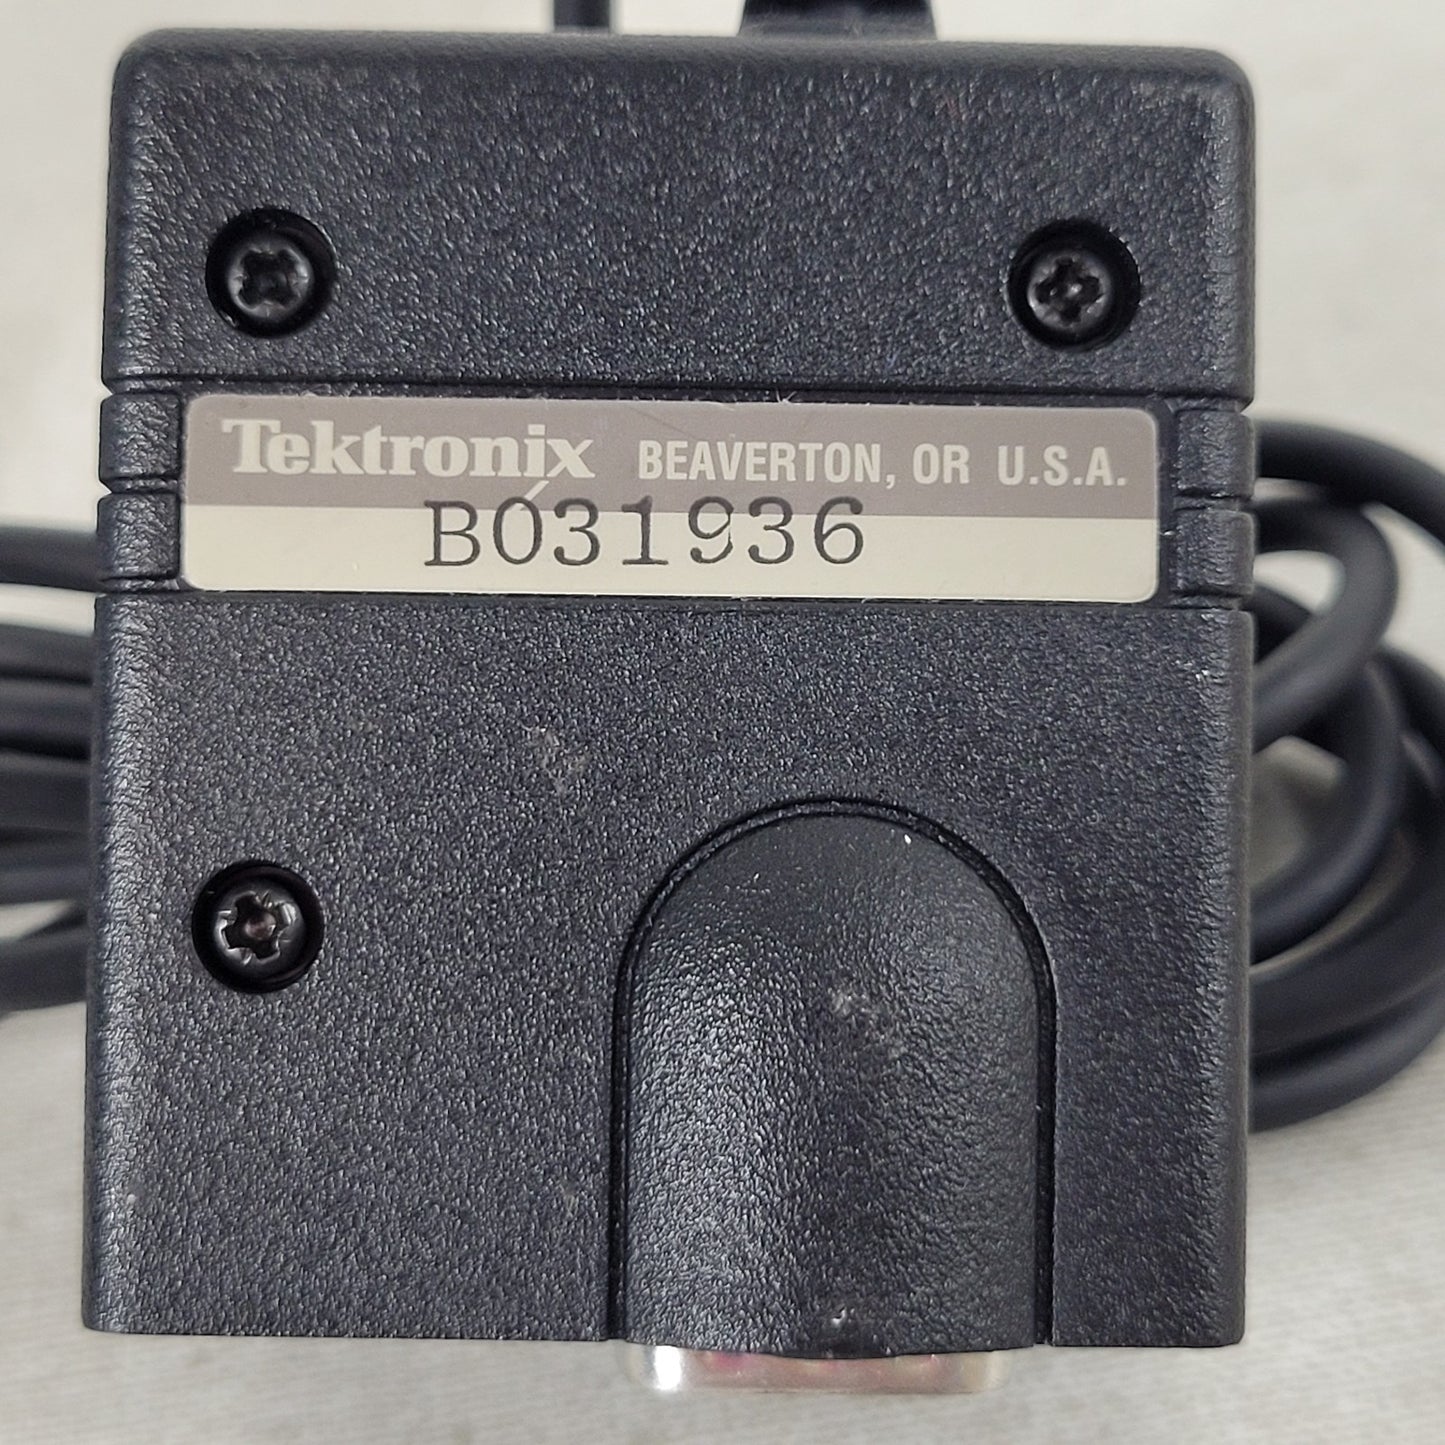 Tektronix BEAVERTON, OR U.S.A.
B031936